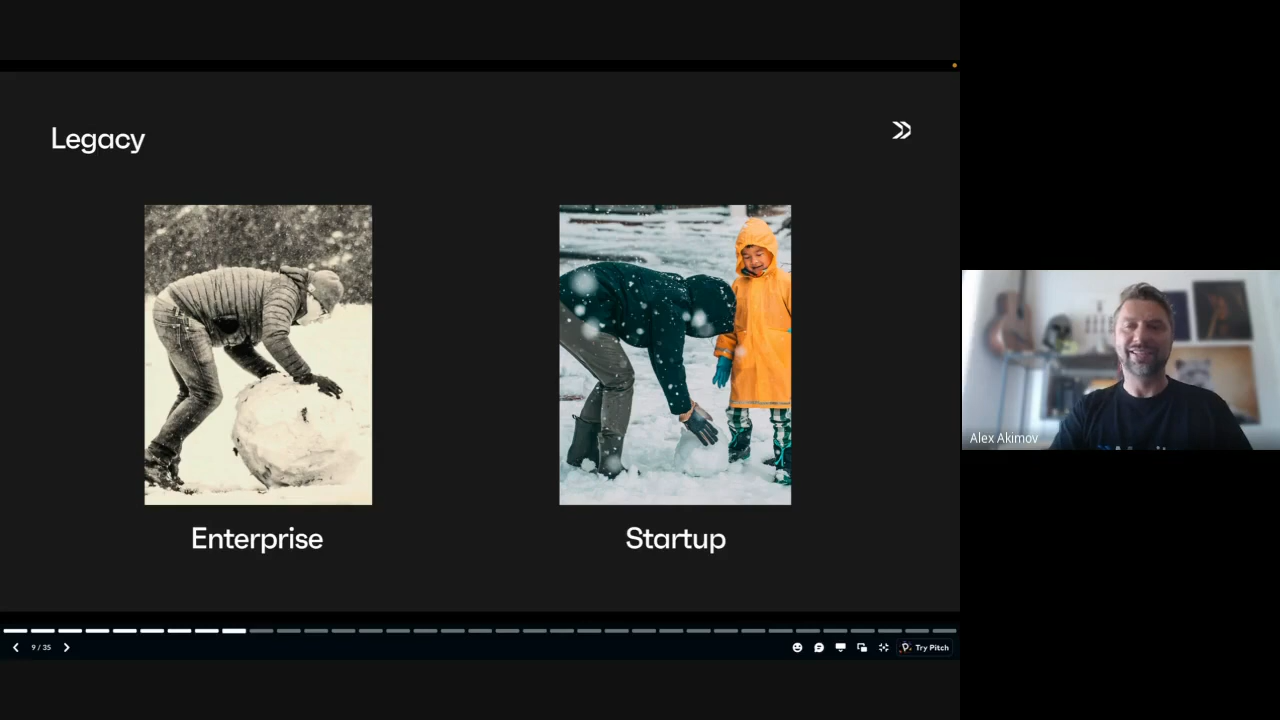 Legacy
Enterprise
Startup
Alex Akimov
9 / 35
Try Pitch